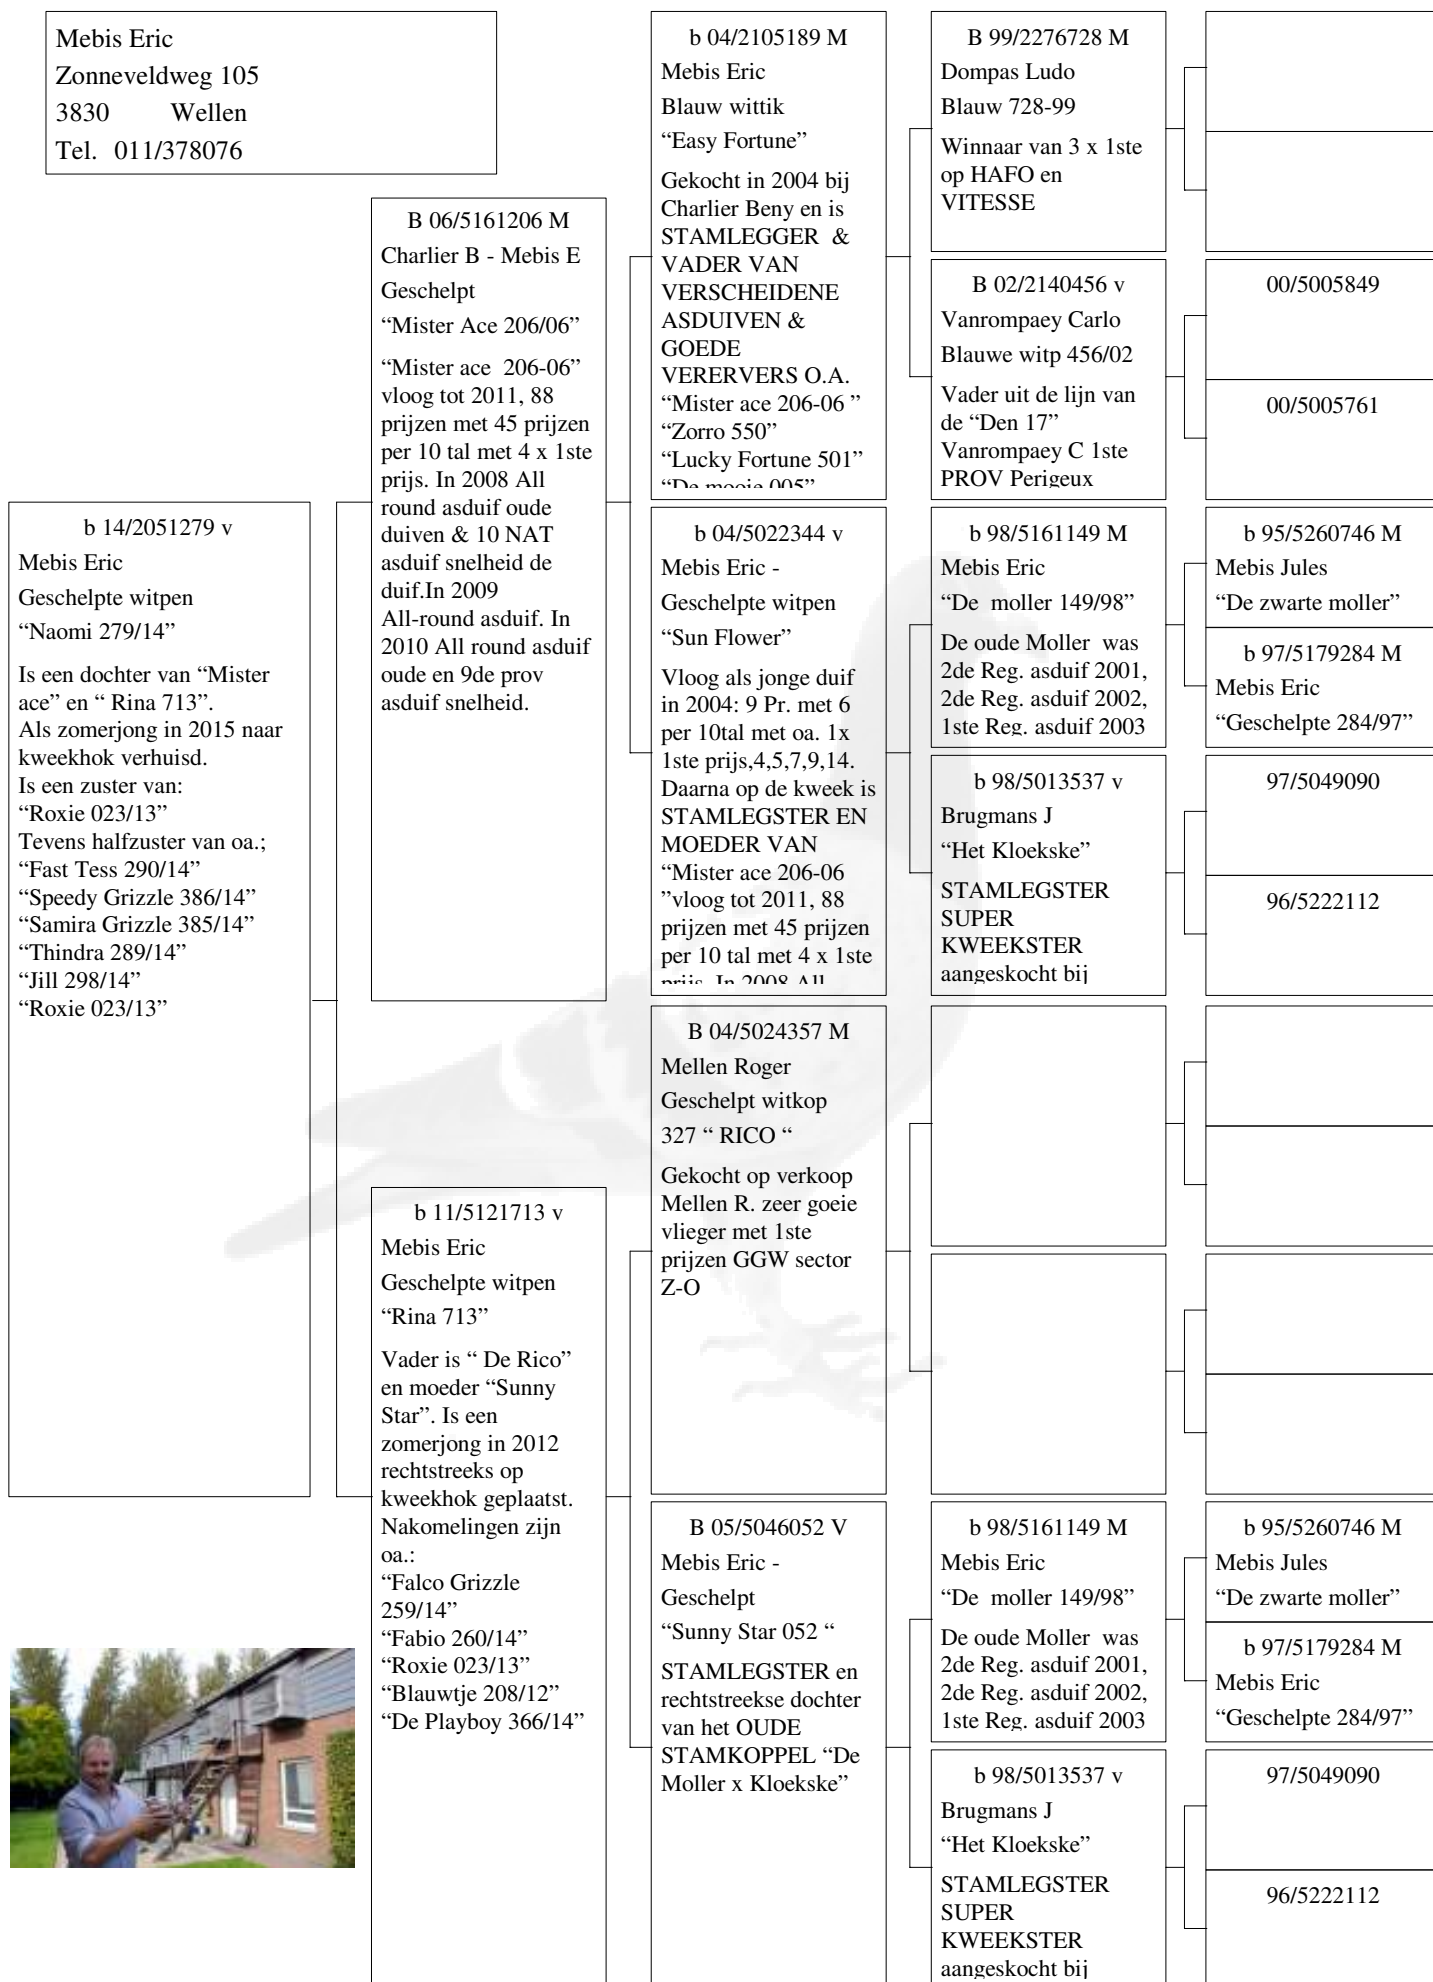 Mebis Eric
Zonneveldweg 105
3830 Wellen
Tel. 011/378076
b 14/2051279 v
Mebis Eric
Geschelpte witpen
“Naomi 279/14”
Is een dochter van “Mister
ace” en “ Rina 713”.
Als zomerjong in 2015 naar
kweekhok verhuisd.
Is een zuster van:
“Roxie 023/13”
Tevens halfzuster van oa.;
“Fast Tess 290/14”
“Speedy Grizzle 386/14”
“Samira Grizzle 385/14”
“Thindra 289/14”
“Jill 298/14”
“Roxie 023/13”
B 06/5161206 M
Charlier B - Mebis E
Geschelpt
“Mister Ace 206/06”
“Mister ace 206-06”
vloog tot 2011, 88
prijzen met 45 prijzen
per 10 tal met 4 x 1ste
prijs. In 2008 All
round asduif oude
duiven & 10 NAT
asduif snelheid de
duif.In 2009
All-round asduif. In
2010 All round asduif
oude en 9de prov
asduif snelheid.
b 11/5121713 v
Mebis Eric
Geschelpte witpen
“Rina 713”
Vader is “ De Rico”
en moeder “Sunny
Star”. Is een
zomerjong in 2012
rechtstreeks op
kweekhok geplaatst.
Nakomelingen zijn
oa.:
“Falco Grizzle
259/14”
“Fabio 260/14”
“Roxie 023/13”
“Blauwtje 208/12”
“De Playboy 366/14”
b 04/2105189 M
Mebis Eric
Blauw wittik
“Easy Fortune”
Gekocht in 2004 bij
Charlier Beny en is
STAMLEGGER &
VADER VAN
VERSCHEIDENE
ASDUIVEN &
GOEDE
VERERVERS O.A.
“Mister ace 206-06 ”
“Zorro 550”
“Lucky Fortune 501”
“De mooie 005”
b 04/5022344 v
Mebis Eric -
Geschelpte witpen
“Sun Flower”
Vloog als jonge duif
in 2004: 9 Pr. met 6
per 10tal met oa. 1x
1ste prijs,4,5,7,9,14.
Daarna op de kweek is
STAMLEGSTER EN
MOEDER VAN
“Mister ace 206-06
”vloog tot 2011, 88
prijzen met 45 prijzen
per 10 tal met 4 x 1ste
prijs. In 2008 All
B 04/5024357 M
Mellen Roger
Geschelpt witkop
327 “ RICO “
Gekocht op verkoop
Mellen R. zeer goeie
vlieger met 1ste
prijzen GGW sector
Z-O
B 05/5046052 V
Mebis Eric -
Geschelpt
“Sunny Star 052 “
STAMLEGSTER en
rechtstreekse dochter
van het OUDE
STAMKOPPEL “De
Moller x Kloekske”
B 99/2276728 M
Dompas Ludo
Blauw 728-99
Winnaar van 3 x 1ste
op HAFO en
VITESSE
B 02/2140456 v
Vanrompaey Carlo
Blauwe witp 456/02
Vader uit de lijn van
de “Den 17”
Vanrompaey C 1ste
PROV Perigeux
b 98/5161149 M
Mebis Eric
“De moller 149/98”
De oude Moller was
2de Reg. asduif 2001,
2de Reg. asduif 2002,
1ste Reg. asduif 2003
b 98/5013537 v
Brugmans J
“Het Kloekske”
STAMLEGSTER
SUPER
KWEEKSTER
aangeskocht bij
b 98/5161149 M
Mebis Eric
“De moller 149/98”
De oude Moller was
2de Reg. asduif 2001,
2de Reg. asduif 2002,
1ste Reg. asduif 2003
b 98/5013537 v
Brugmans J
“Het Kloekske”
STAMLEGSTER
SUPER
KWEEKSTER
aangeskocht bij
00/5005849
00/5005761
b 95/5260746 M
Mebis Jules
“De zwarte moller”
b 97/5179284 M
Mebis Eric
“Geschelpte 284/97”
97/5049090
96/5222112
b 95/5260746 M
Mebis Jules
“De zwarte moller”
b 97/5179284 M
Mebis Eric
“Geschelpte 284/97”
97/5049090
96/5222112